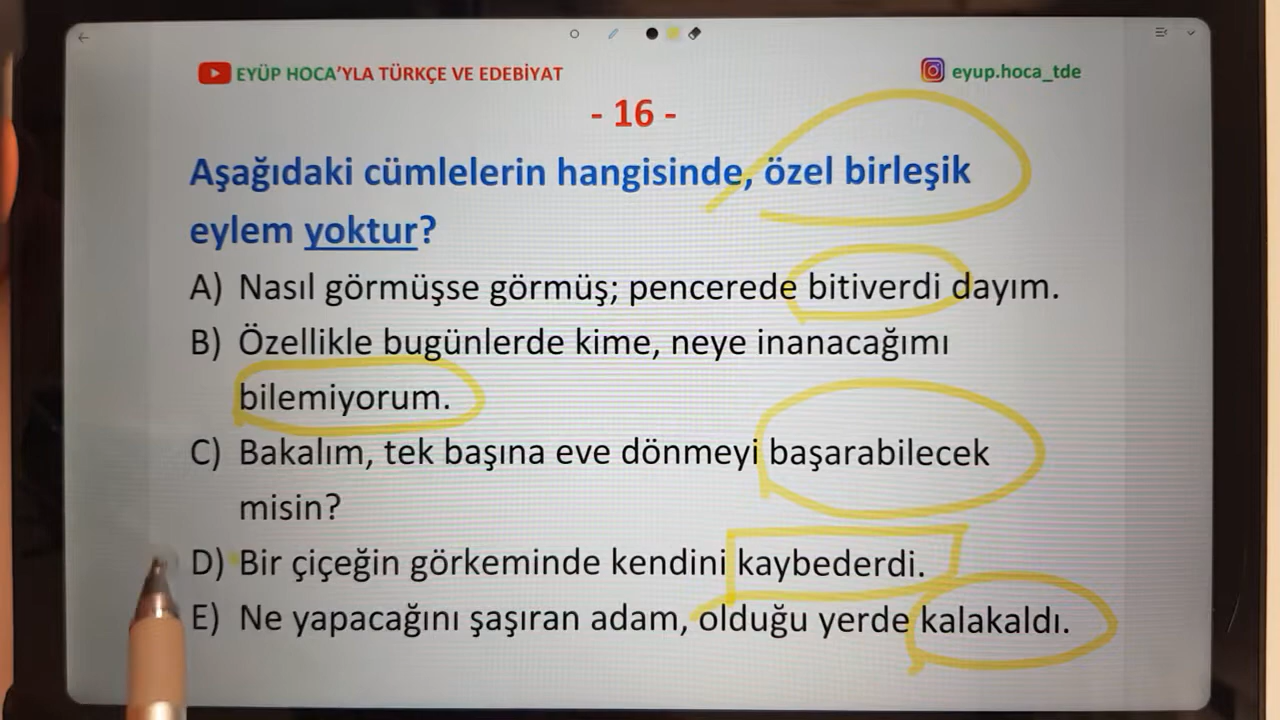 EYÜP HOCA'YLA TÜRKÇE VE EDEBİYAT
eyup.hoca_tde
- 16 -
Aşağıdaki cümlelerin hangisinde, özel birleşik
eylem yoktur?
A) Nasıl görmüşse görmüş; pencerede bitiverdi dayım.
B) Özellikle bugünlerde kime, neye inanacağımı
bilemiyorum.
C) Bakalım, tek başına eve dönmeyi başarabilecek
misin?
D) Bir çiçeğin görkeminde kendini kaybederdi.
E) Ne yapacağını şaşıran adam, olduğu yerde kalakaldı.